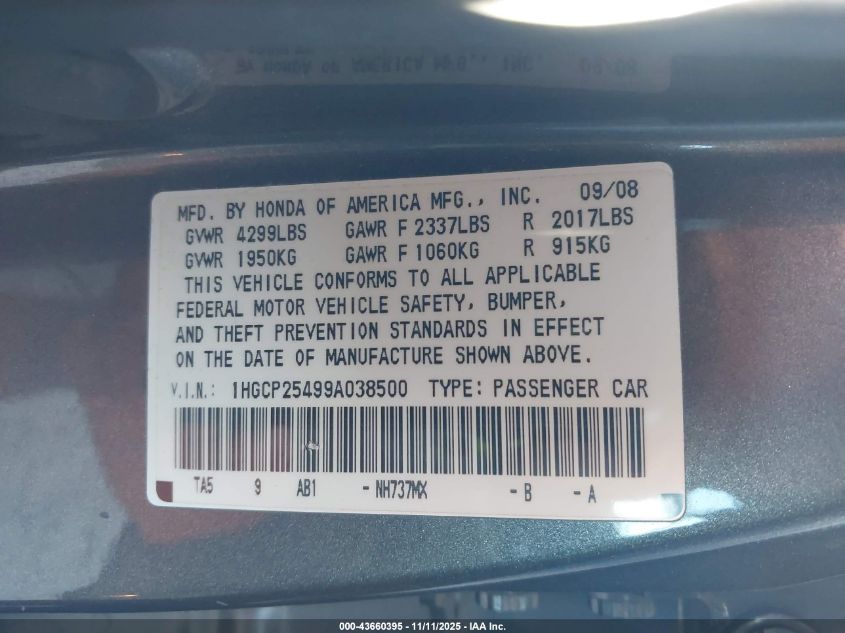 MFD. BY HONDA OF AMERICA MFG., INC. 09/08
GVWR 4299LBS GAWR F 2337LBS R 2017LBS
GVWR 1950KG GAWR F 1060KG R 915KG
THIS VEHICLE CONFORMS TO ALL APPLICABLE
FEDERAL MOTOR VEHICLE SAFETY, BUMPER,
AND THEFT PREVENTION STANDARDS IN EFFECT
ON THE DATE OF MANUFACTURE SHOWN ABOVE.
V.I.N.: 1HGCP25499A038500 TYPE: PASSENGER CAR
TA5 9 AB1 - NH737MX - B - A
000-43660395 - 11/11/2025 - IAA Inc.